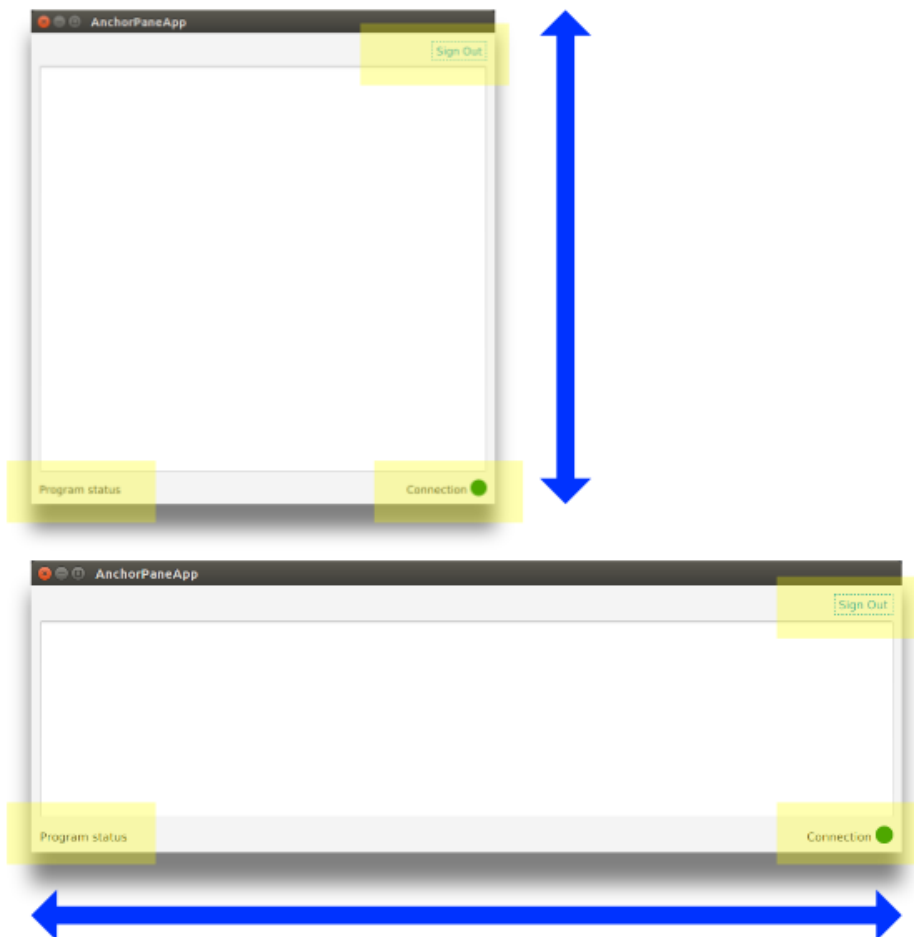 AnchorPaneApp
Sign Out
Program status
Connection
AnchorPaneApp
Sign Out
Program status
Connection